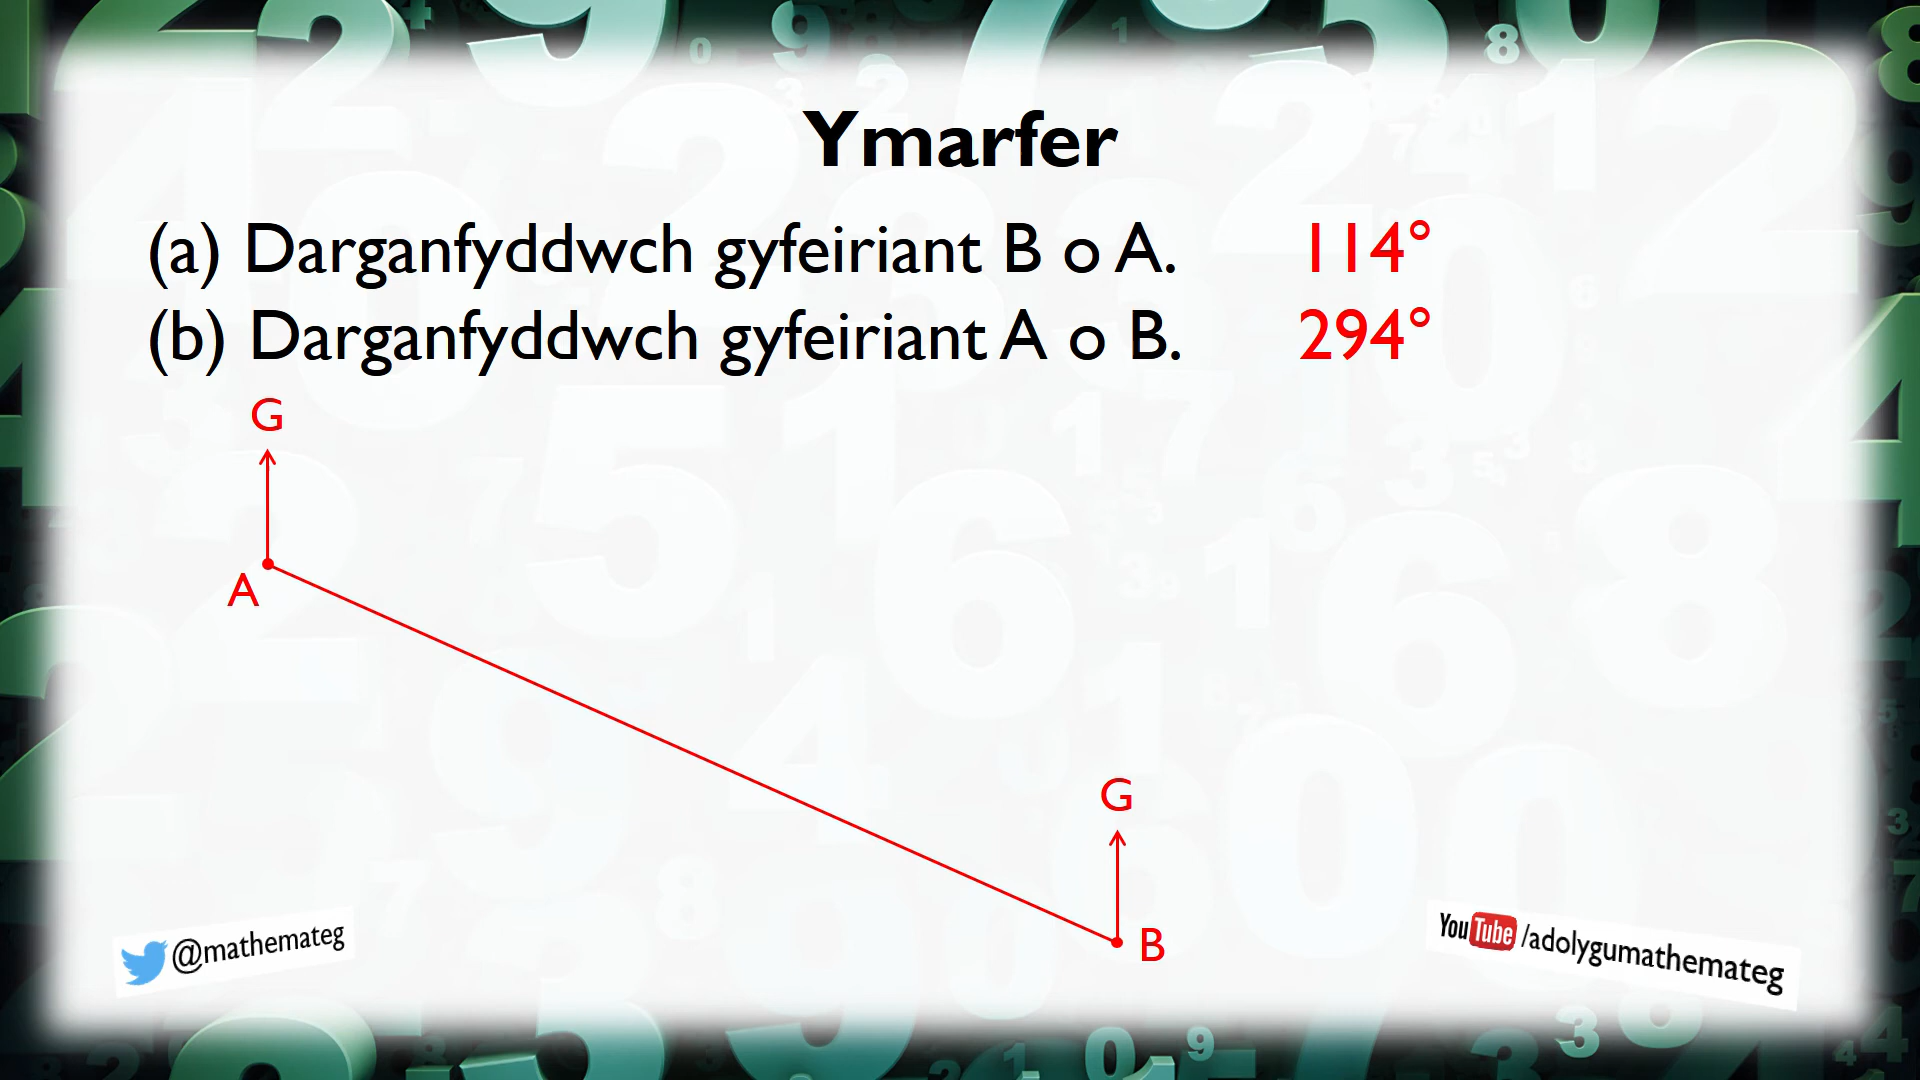 Ymarfer
(a) Darganfyddwch gyfeiriant B o A. 114°
(b) Darganfyddwch gyfeiriant A o B. 294°
G
A
G
B
@mathemateg
YouTube /adolygumathemateg